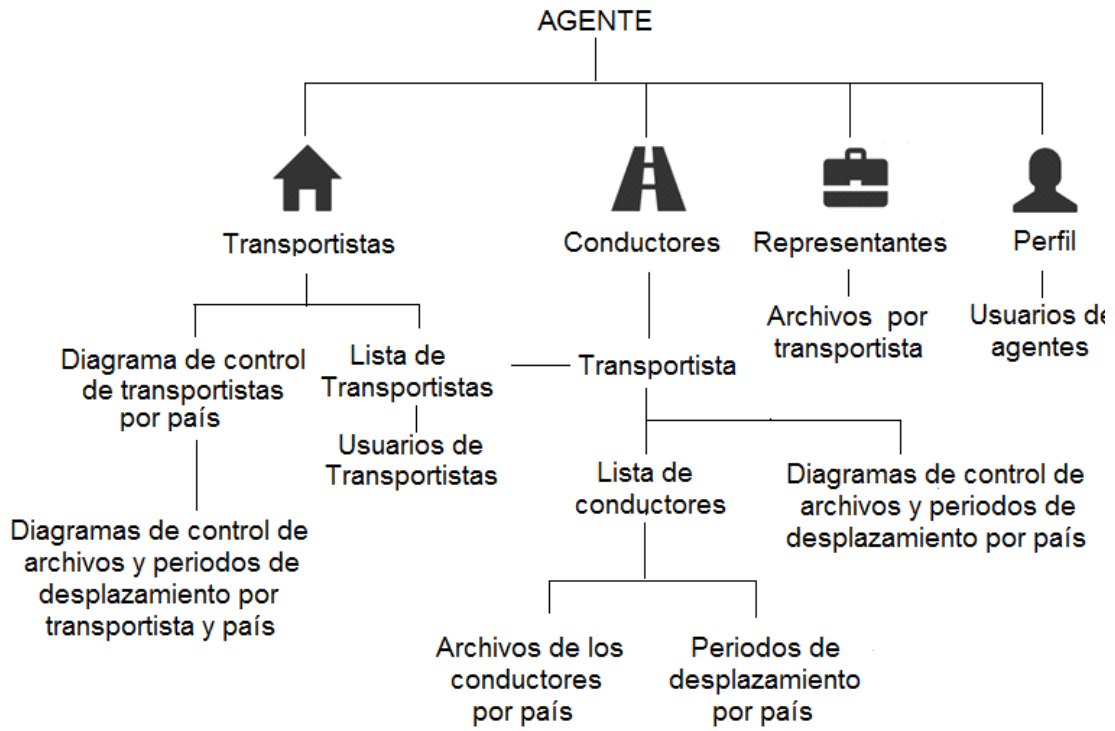 AGENTE
Transportistas
Conductores
Representantes
Perfil
Diagrama de control
de transportistas
por país
Lista de
Transportistas
Transportista
Archivos por
transportista
Usuarios de
agentes
Usuarios de
Transportistas
Lista de
conductores
Diagramas de control de
archivos y periodos de
desplazamiento por país
Diagramas de control de
archivos y periodos de
desplazamiento por
transportista y país
Archivos de los
conductores
por país
Periodos de
desplazamiento
por país